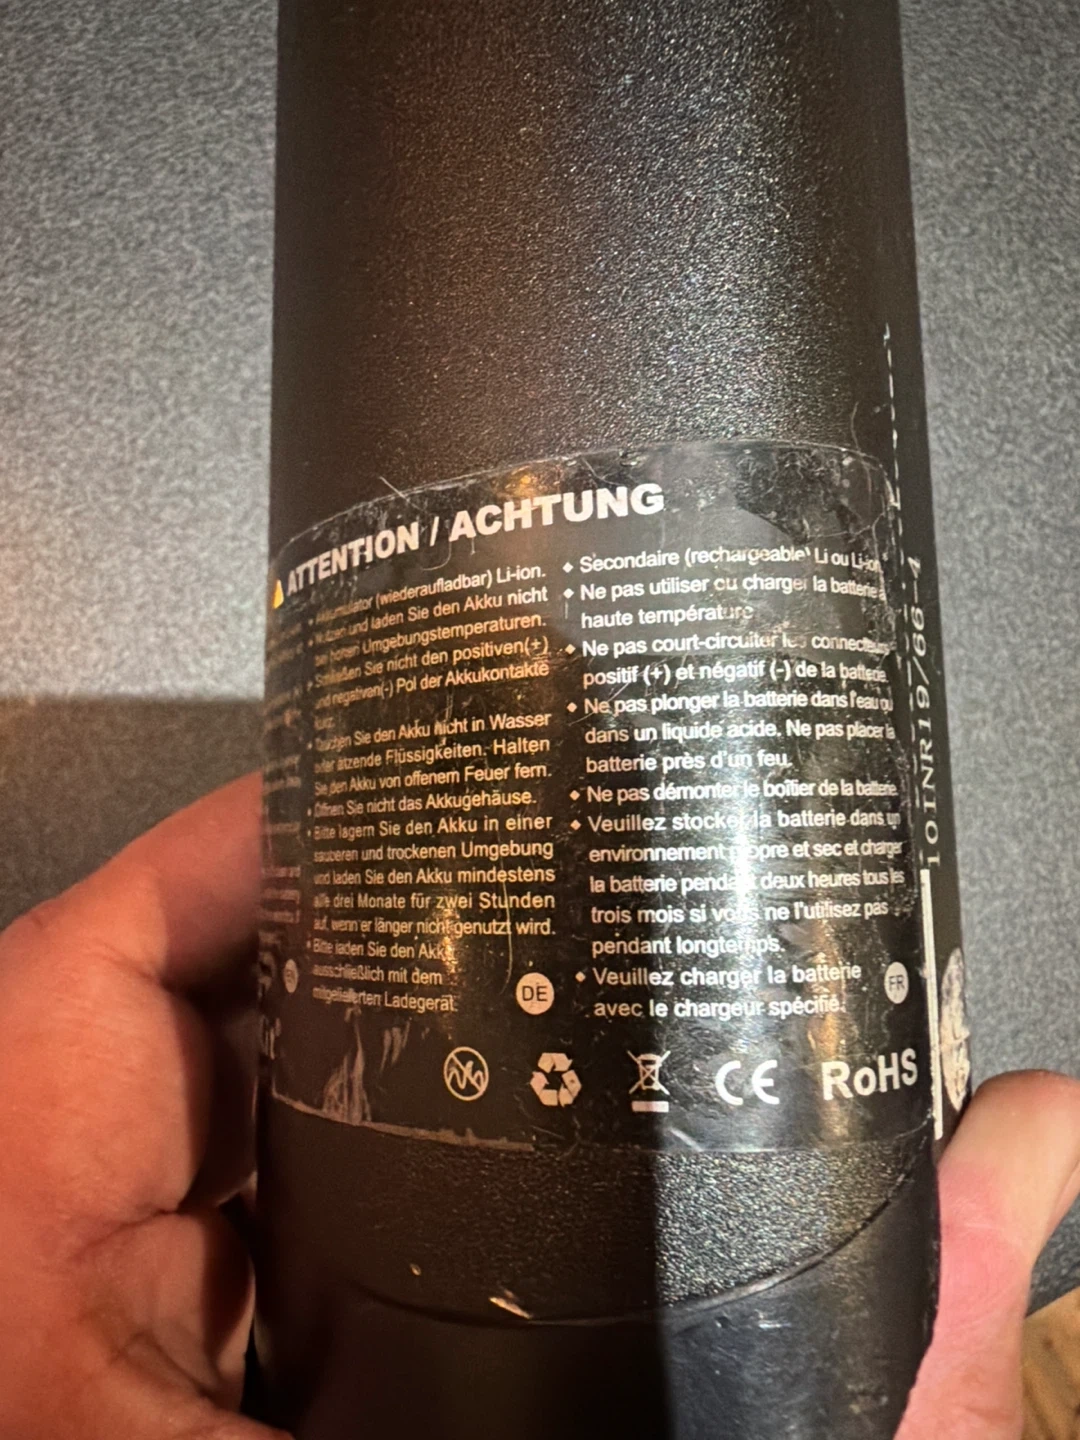 ATTENTION / ACHTUNG
Akkumulator (wiederaufladbar) Li-ion.
Nutzen und laden Sie den Akku nicht
bei hohen Umgebungstemperaturen.
Schließen Sie nicht den positiven(+)
und negativen(-) Pol der Akkukontakte
kurz.
Tauchen Sie den Akku nicht in Wasser
oder ätzende Flüssigkeiten. Halten
Sie den Akku von offenem Feuer fern.
Öffnen Sie nicht das Akkugehäuse.
Bitte lagern Sie den Akku in einer
sauberen und trockenen Umgebung
und laden Sie den Akku mindestens
alle drei Monate für zwei Stunden
auf, wenn er länger nicht genutzt wird.
Bitte laden Sie den Akku
ausschließlich mit dem
mitgelieferten Ladegerät
DE
Secondaire (rechargeable) Li ou Li-ion
Ne pas utiliser ou charger la batterie à
haute température
Ne pas court-circuiter les connecteurs
positif (+) et négatif (-) de la batterie.
Ne pas plonger la batterie dans l'eau ou
dans un liquide acide. Ne pas placer la
batterie près d'un feu.
Ne pas démonter le boîtier de la batterie.
Veuillez stocker la batterie dans un
environnement propre et sec et charger
la batterie pendant deux heures tous les
trois mois si vous ne l'utilisez pas
pendant longtemps.
Veuillez charger la batterie
avec le chargeur spécifié.
FR
CE RoHS
10INR19/66-4